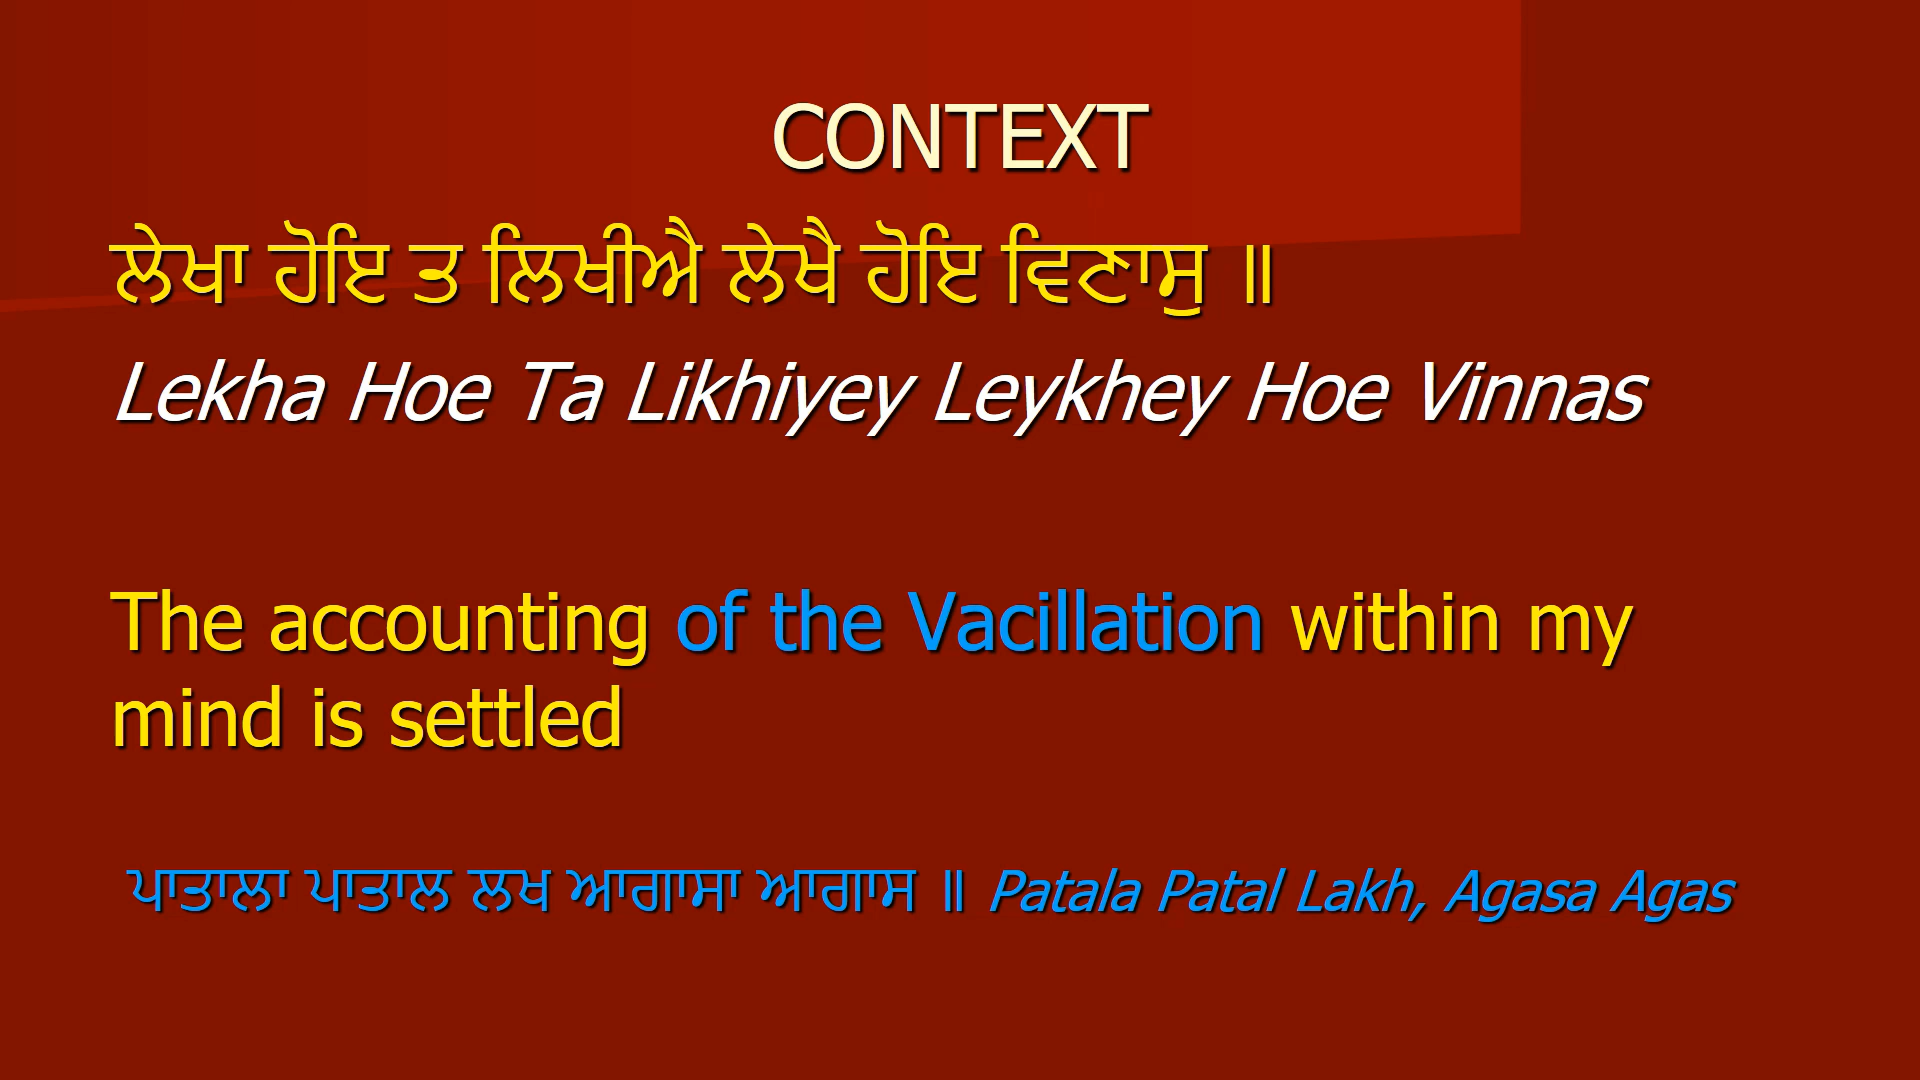 CONTEXT
ਲੇਖਾ ਹੋਇ ਤ ਲਿਖੀਐ ਲੇਖੈ ਹੋਇ ਵਿਣਾਸੁ ॥
Lekha Hoe Ta Likhiyey Leykhey Hoe Vinnas
The accounting of the Vacillation within my
mind is settled
ਪਾਤਾਲਾ ਪਾਤਾਲ ਲਖ ਆਗਾਸਾ ਆਗਾਸ ॥ Patala Patal Lakh, Agasa Agas